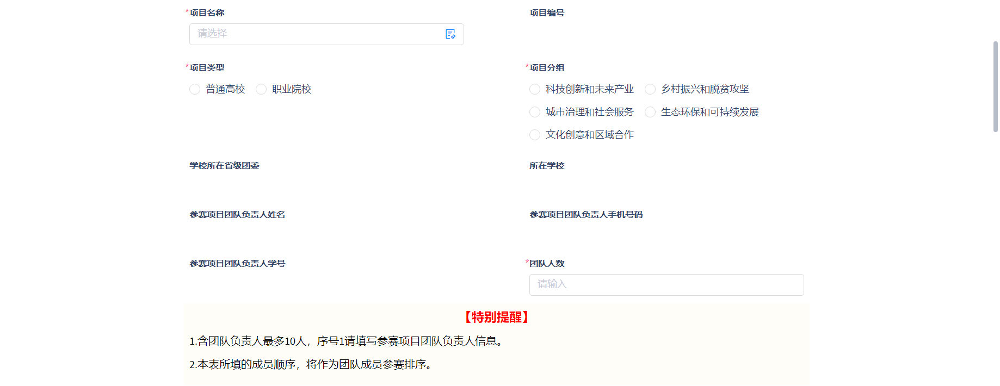 *项目名称 项目编号
请选择
*项目类型 *项目分组
普通高校 职业院校 科技创新和未来产业 乡村振兴和脱贫攻坚
城市治理和社会服务 生态环保和可持续发展
文化创意和区域合作
学校所在省级团委 所在学校
参赛项目团队负责人姓名 参赛项目团队负责人手机号码
参赛项目团队负责人学号 *团队人数
请输入
【特别提醒】
1.含团队负责人最多10人，序号1请填写参赛项目团队负责人信息。
2.本表所填的成员顺序，将作为团队成员参赛排序。